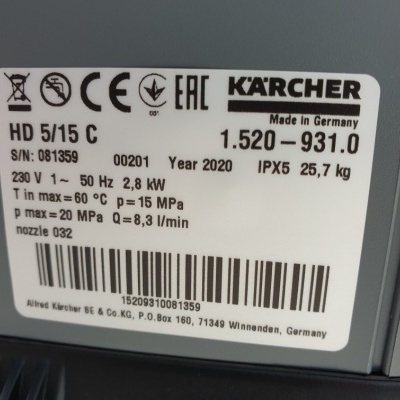 KÄRCHER
Made in Germany
HD 5/15 C 1.520-931.0
S/N: 081359 00201 Year 2020 IPX5 25,7 kg
230 V 1~ 50 Hz 2,8 kW
T in max=60 °C p=15 MPa
p max=20 MPa Q=8,3 l/min
nozzle 032
15209310081359
Alfred Kärcher SE & Co.KG, P.O.Box 160, 71349 Winnenden, Germany